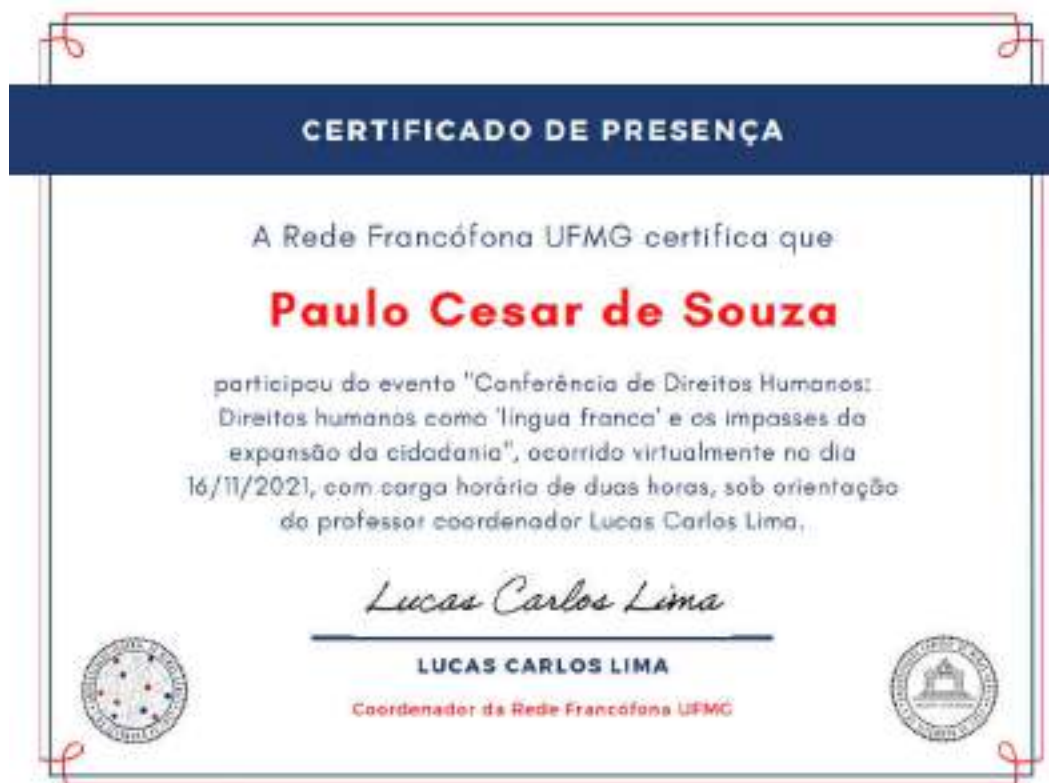 CERTIFICADO DE PRESENÇA
A Rede Francófona UFMG certifica que
Paulo Cesar de Souza
participou do evento "Conferência de Direitos Humanos:
Direitos humanos como 'lingua franca' e os impasses da
expansão da cidadania", ocorrido virtualmente no dia
16/11/2021, com carga horária de duas horas, sob orientação
do professor coordenador Lucas Carlos Lima.
Lucas Carlos Lima
LUCAS CARLOS LIMA
Coordenador da Rede Francófona UFMG